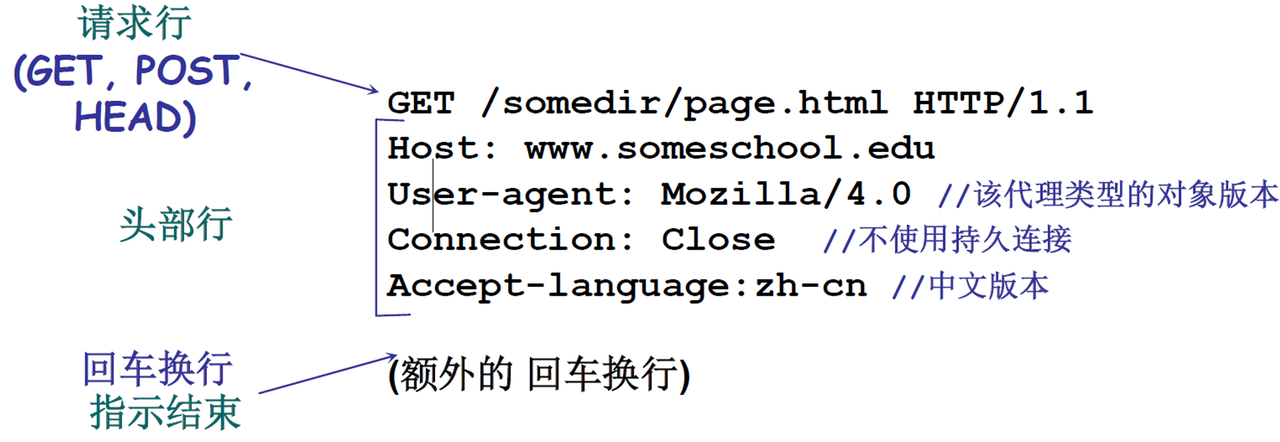 请求行
(GET, POST,
HEAD)
GET /somedir/page.html HTTP/1.1
Host: www.someschool.edu
User-agent: Mozilla/4.0 //该代理类型的对象版本
头部行
Connection: Close //不使用持久连接
Accept-language:zh-cn //中文版本
回车换行
指示结束
(额外的 回车换行)